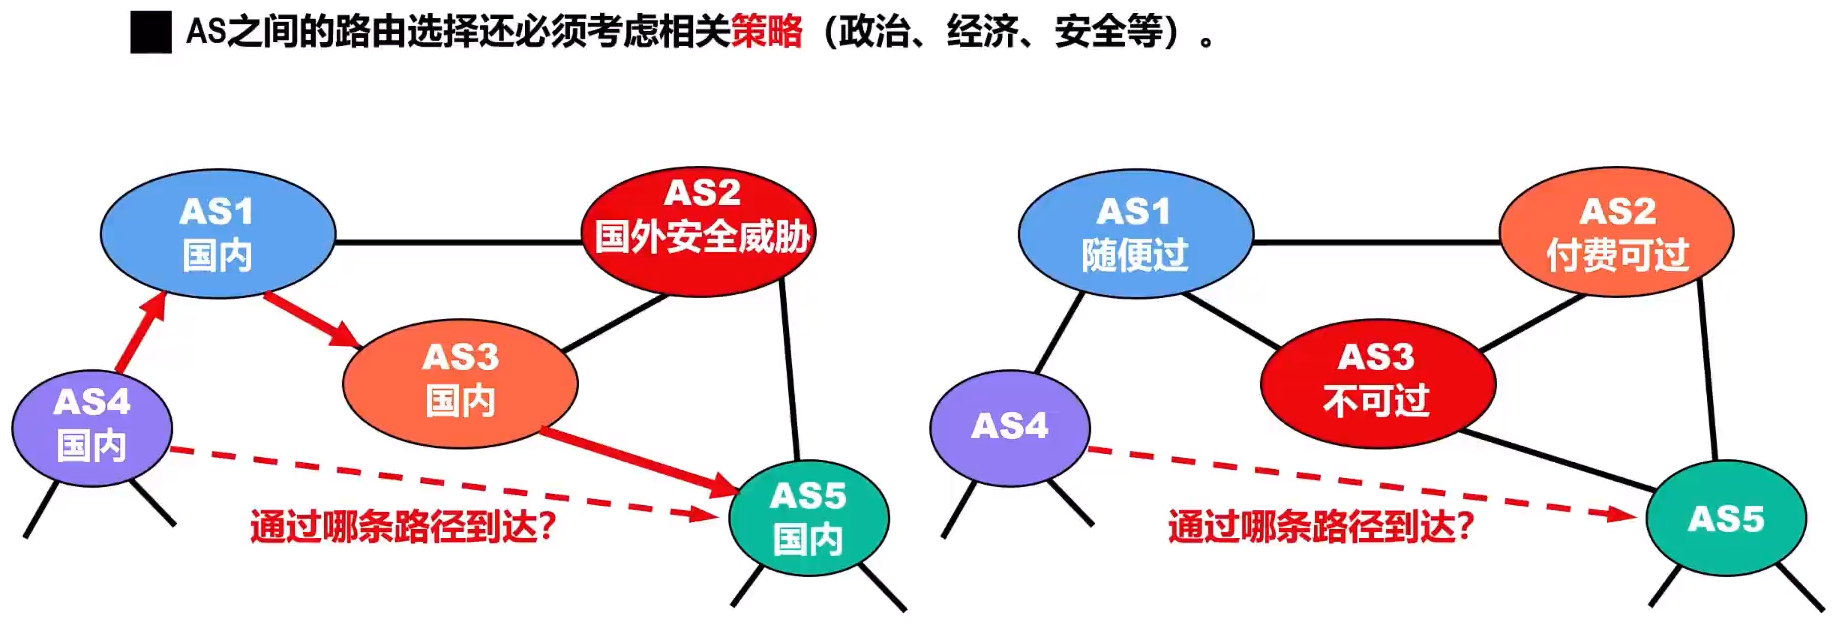 AS之间的路由选择还必须考虑相关策略（政治、经济、安全等）。
AS1
国内
AS2
国外安全威胁
AS3
国内
AS4
国内
AS5
国内
通过哪条路径到达？
AS1
随便过
AS2
付费可过
AS3
不可过
AS4
AS5
通过哪条路径到达？